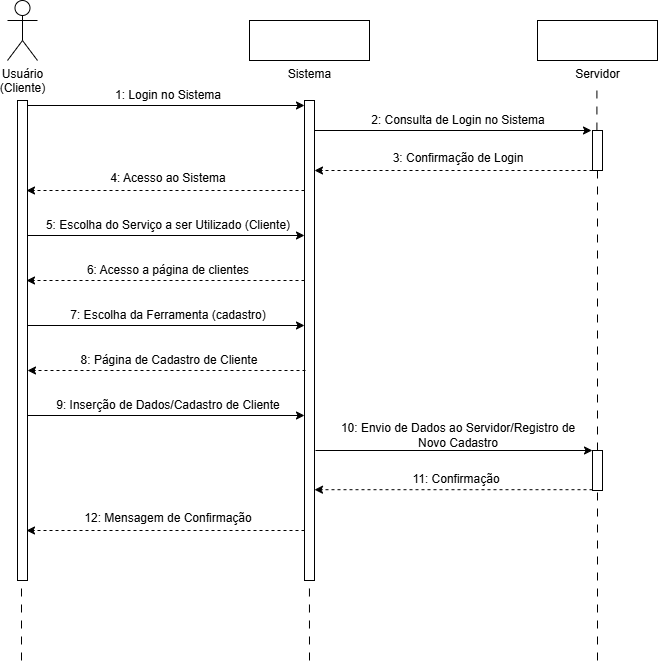 Usuário
(Cliente)
Sistema
Servidor
1: Login no Sistema
2: Consulta de Login no Sistema
3: Confirmação de Login
4: Acesso ao Sistema
5: Escolha do Serviço a ser Utilizado (Cliente)
6: Acesso a página de clientes
7: Escolha da Ferramenta (cadastro)
8: Página de Cadastro de Cliente
9: Inserção de Dados/Cadastro de Cliente
10: Envio de Dados ao Servidor/Registro de
Novo Cadastro
11: Confirmação
12: Mensagem de Confirmação